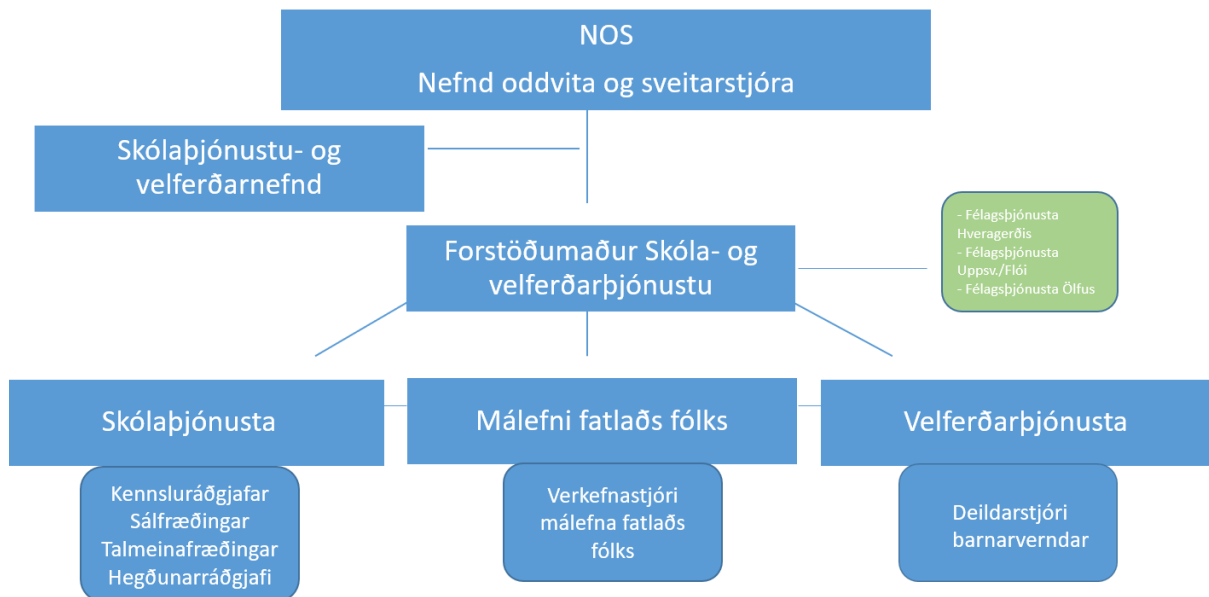 NOS
Nefnd oddvita og sveitarstjóra
Skólaþjónustu- og
velferðarnefnd
- Félagsþjónusta
Hveragerðis
- Félagsþjónusta
Uppsv./Flói
- Félagsþjónusta Ölfus
Forstöðumaður Skóla- og
velferðarþjónustu
Skólaþjónusta
Málefni fatlaðs fólks
Velferðarþjónusta
Kennsluráðgjafar
Sálfræðingar
Talmeinafræðingar
Hegðunarráðgjafi
Verkefnastjóri
málefna fatlaðs
fólks
Deildarstjóri
barnarverndar